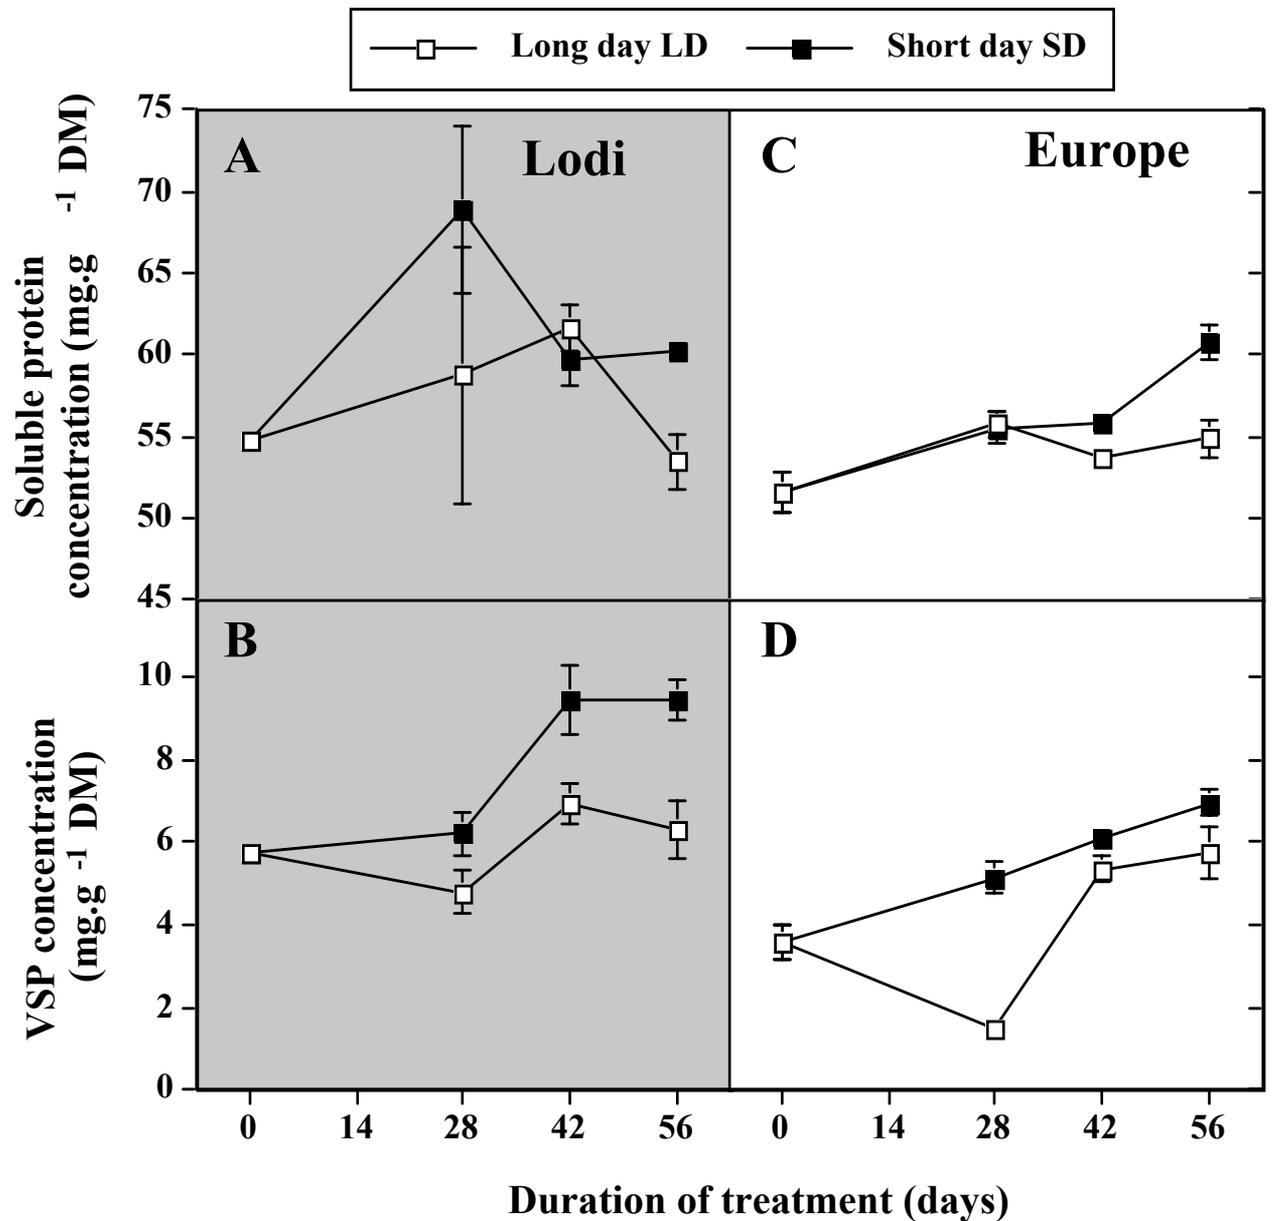 Long day LD Short day SD
A Lodi
C Europe
Soluble protein
concentration (mg.g -1 DM)
75
70
65
60
55
50
45
B
D
VSP concentration
(mg.g -1 DM)
10
8
6
4
2
0
0 14 28 42 56 0 14 28 42 56
Duration of treatment (days)